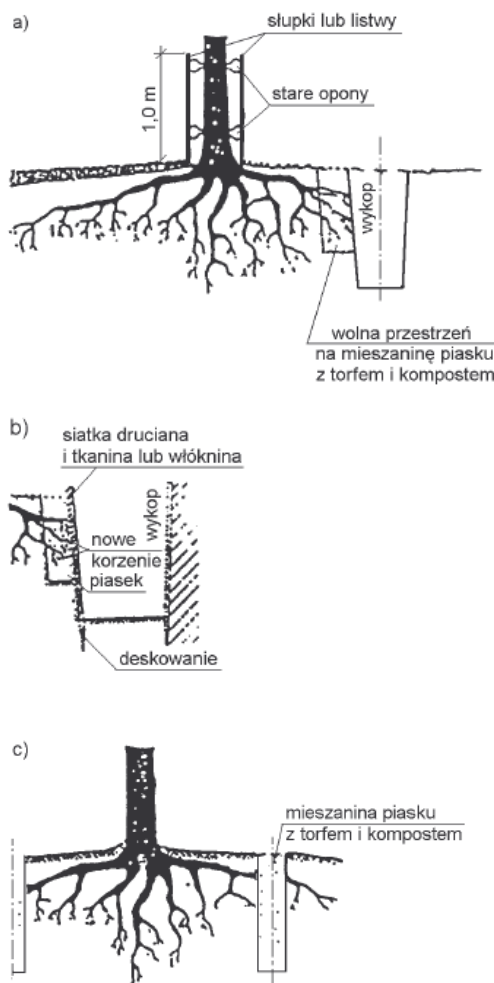 a)
słupki lub listwy
stare opony
1,0 m
wykop
wolna przestrzeń
na mieszaninę piasku
z torfem i kompostem
b)
siatka druciana
i tkanina lub włóknina
wykop
nowe
korzenie
piasek
deskowanie
c)
mieszanina piasku
z torfem i kompostem